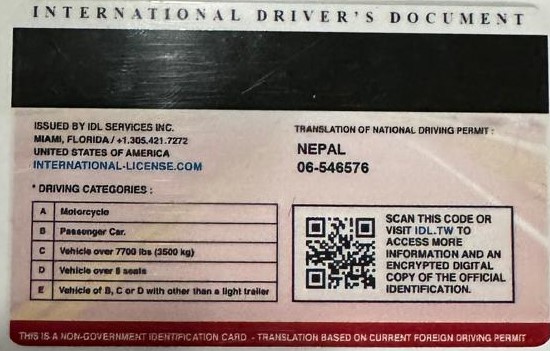 INTERNATIONAL DRIVER'S DOCUMENT
ISSUED BY IDL SERVICES INC.
MIAMI, FLORIDA / +1.305.421.7272
UNITED STATES OF AMERICA
INTERNATIONAL-LICENSE.COM
TRANSLATION OF NATIONAL DRIVING PERMIT :
NEPAL
06-546576
* DRIVING CATEGORIES :
A Motorcycle
B Passenger Car.
C Vehicle over 7700 lbs (3500 kg)
D Vehicle over 8 seats
E Vehicle of B, C or D with other than a light trailer
SCAN THIS CODE OR
VISIT IDL.TW TO
ACCESS MORE
INFORMATION AND AN
ENCRYPTED DIGITAL
COPY OF THE OFFICIAL
IDENTIFICATION.
THIS IS A NON-GOVERNMENT IDENTIFICATION CARD - TRANSLATION BASED ON CURRENT FOREIGN DRIVING PERMIT